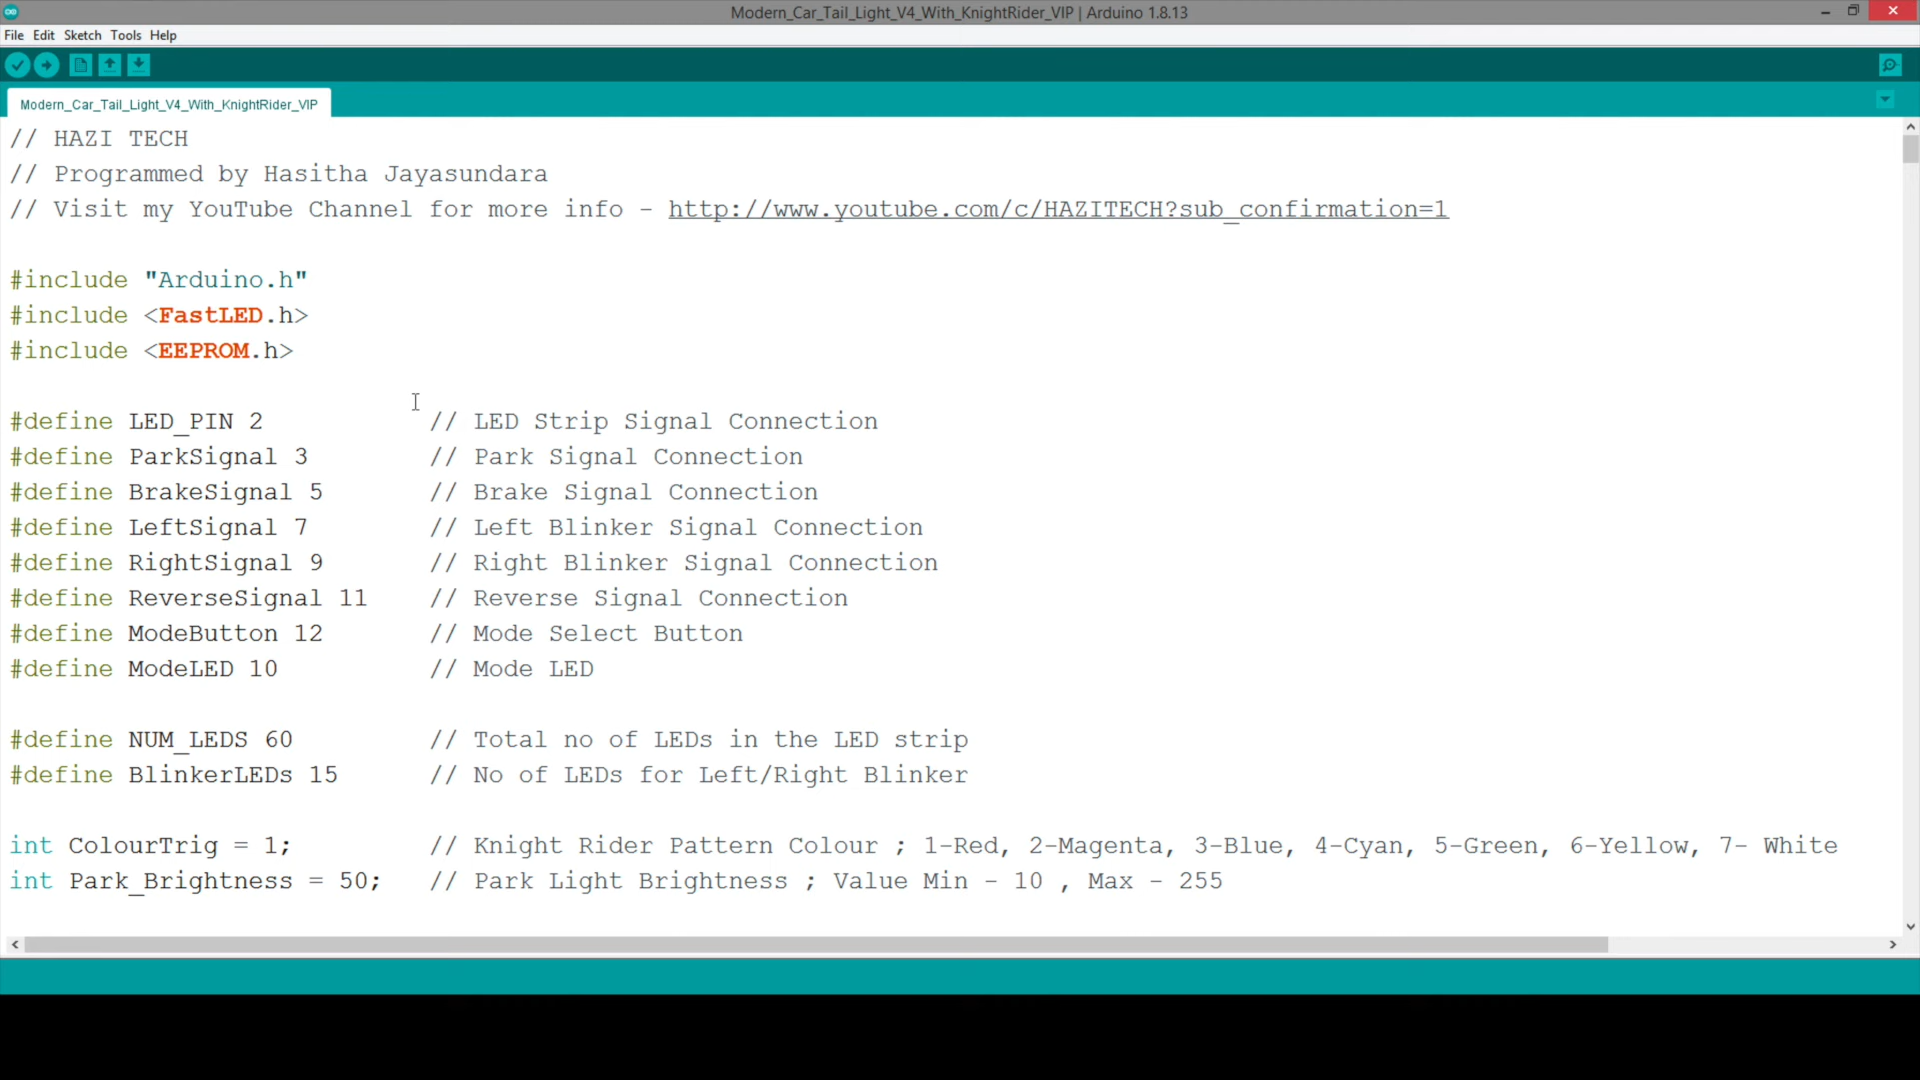 Modern_Car_Tail_Light_V4_With_KnightRider_VIP | Arduino 1.8.13
File Edit Sketch Tools Help
Modern_Car_Tail_Light_V4_With_KnightRider_VIP
// HAZI TECH
// Programmed by Hasitha Jayasundara
// Visit my YouTube Channel for more info - http://www.youtube.com/c/HAZITECH?sub_confirmation=1
#include "Arduino.h"
#include <FastLED.h>
#include <EEPROM.h>
#define LED_PIN 2 // LED Strip Signal Connection
#define ParkSignal 3 // Park Signal Connection
#define BrakeSignal 5 // Brake Signal Connection
#define LeftSignal 7 // Left Blinker Signal Connection
#define RightSignal 9 // Right Blinker Signal Connection
#define ReverseSignal 11 // Reverse Signal Connection
#define ModeButton 12 // Mode Select Button
#define ModeLED 10 // Mode LED
#define NUM_LEDS 60 // Total no of LEDs in the LED strip
#define BlinkerLEDs 15 // No of LEDs for Left/Right Blinker
int ColourTrig = 1; // Knight Rider Pattern Colour ; 1-Red, 2-Magenta, 3-Blue, 4-Cyan, 5-Green, 6-Yellow, 7- White
int Park_Brightness = 50; // Park Light Brightness ; Value Min - 10 , Max - 255